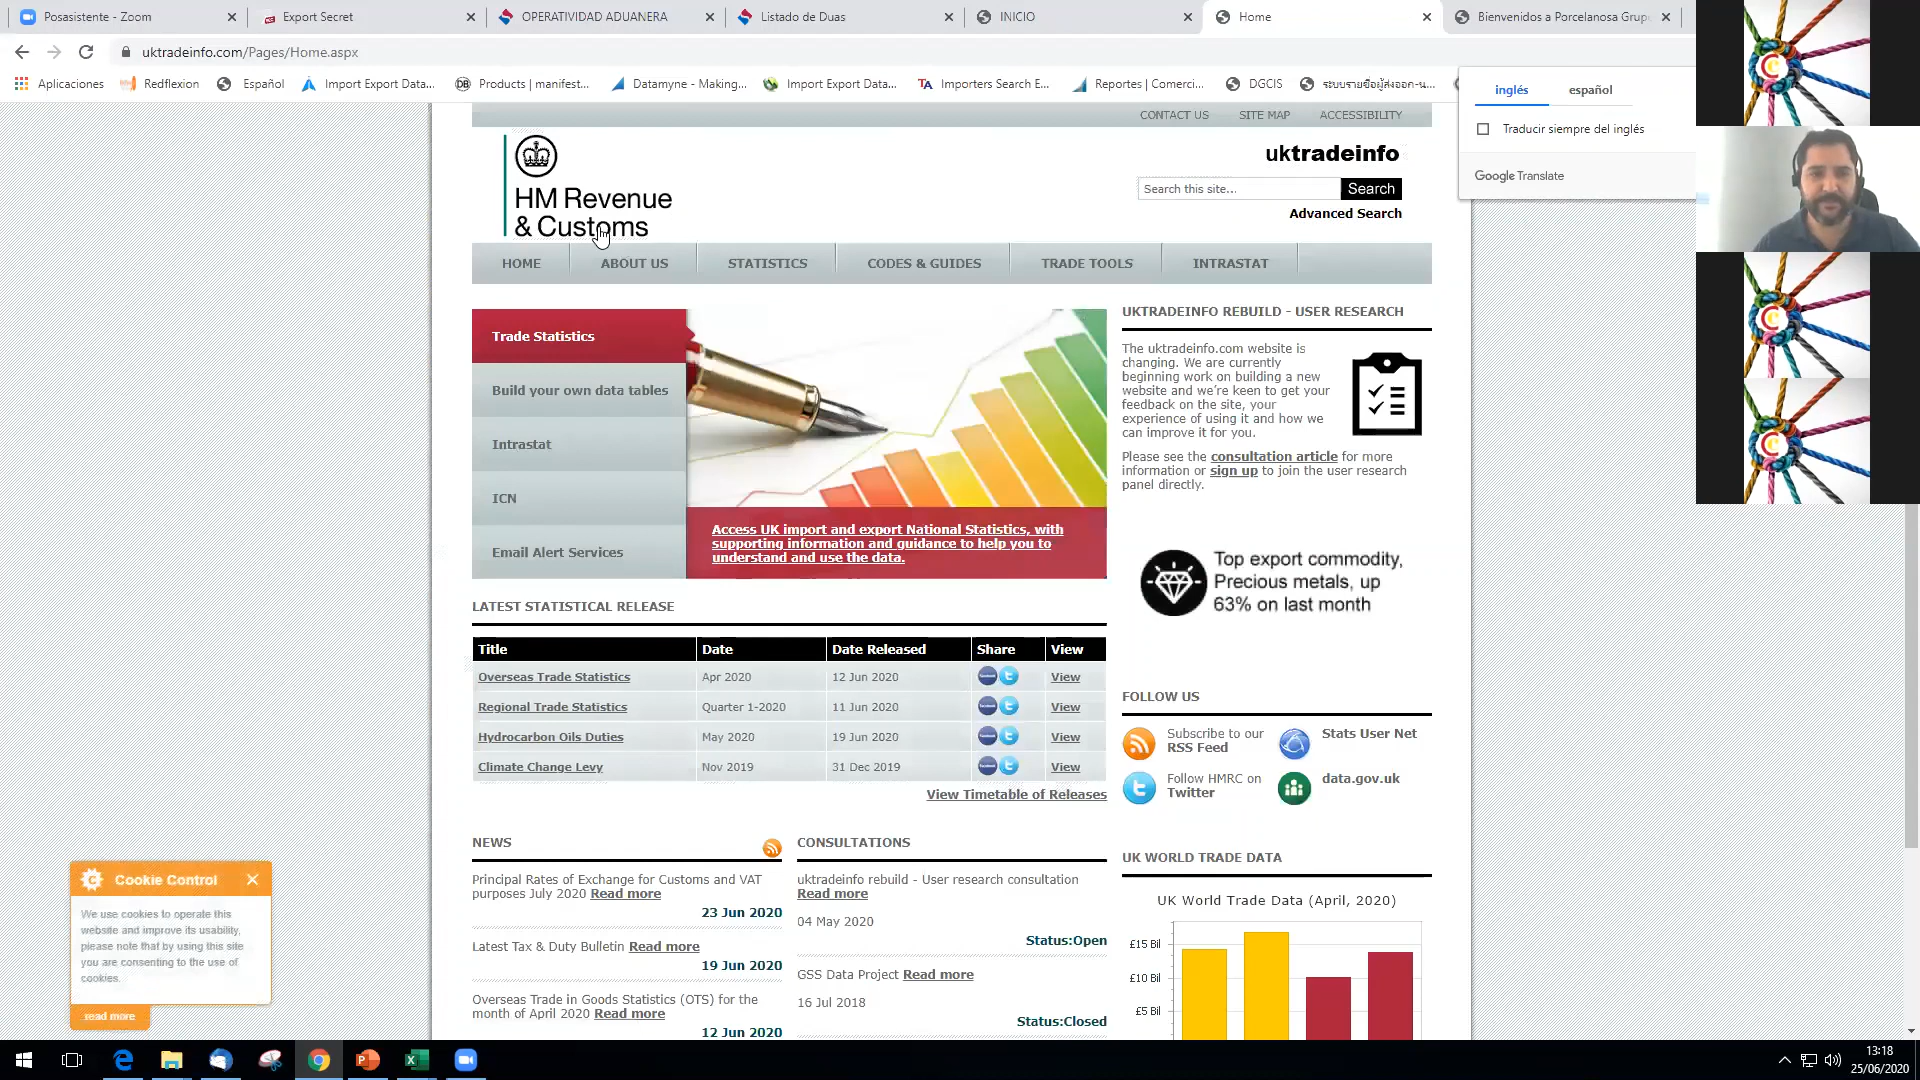 Posasistente - Zoom
Export Secret
OPERATIVIDAD ADUANERA
Listado de Duas
INICIO
Home
Bienvenidos a Porcelanosa Grup
uktradeinfo.com/Pages/Home.aspx
Aplicaciones
Redflexion
Español
Import Export Data...
Products | manifest...
Datamyne - Making...
Import Export Data...
Importers Search E...
Reportes | Comerci...
DGCIS
ระบบรายชื่อผู้ส่งออก-น...
inglés
español
Traducir siempre del inglés
Google Translate
CONTACT US
SITE MAP
ACCESSIBILITY
HM Revenue
& Customs
uktradeinfo
Search this site...
Search
Advanced Search
HOME
ABOUT US
STATISTICS
CODES & GUIDES
TRADE TOOLS
INTRASTAT
Trade Statistics
Build your own data tables
Intrastat
ICN
Email Alert Services
Access UK import and export National Statistics, with
supporting information and guidance to help you to
understand and use the data.
UKTRADEINFO REBUILD - USER RESEARCH
The uktradeinfo.com website is
changing. We are currently
beginning work on building a new
website and we're keen to get your
feedback on the site, your
experience of using it and how we
can improve it for you.
Please see the consultation article for more
information or sign up to join the user research
panel directly.
Top export commodity,
Precious metals, up
63% on last month
LATEST STATISTICAL RELEASE
Title Date Date Released Share View
Overseas Trade Statistics Apr 2020 12 Jun 2020 View
Regional Trade Statistics Quarter 1-2020 11 Jun 2020 View
Hydrocarbon Oils Duties May 2020 19 Jun 2020 View
Climate Change Levy Nov 2019 31 Dec 2019 View
View Timetable of Releases
FOLLOW US
Subscribe to our
RSS Feed
Stats User Net
Follow HMRC on
Twitter
data.gov.uk
NEWS
Principal Rates of Exchange for Customs and VAT
purposes July 2020 Read more
23 Jun 2020
Latest Tax & Duty Bulletin Read more
19 Jun 2020
Overseas Trade in Goods Statistics (OTS) for the
month of April 2020 Read more
12 Jun 2020
CONSULTATIONS
uktradeinfo rebuild - User research consultation
Read more
04 May 2020
Status:Open
GSS Data Project Read more
16 Jul 2018
Status:Closed
UK WORLD TRADE DATA
UK World Trade Data (April, 2020)
£15 Bil
£10 Bil
£5 Bil
Cookie Control
We use cookies to operate this
website and improve its usability,
please note that by using this site
you are consenting to the use of
cookies.
read more
13:18
25/06/2020